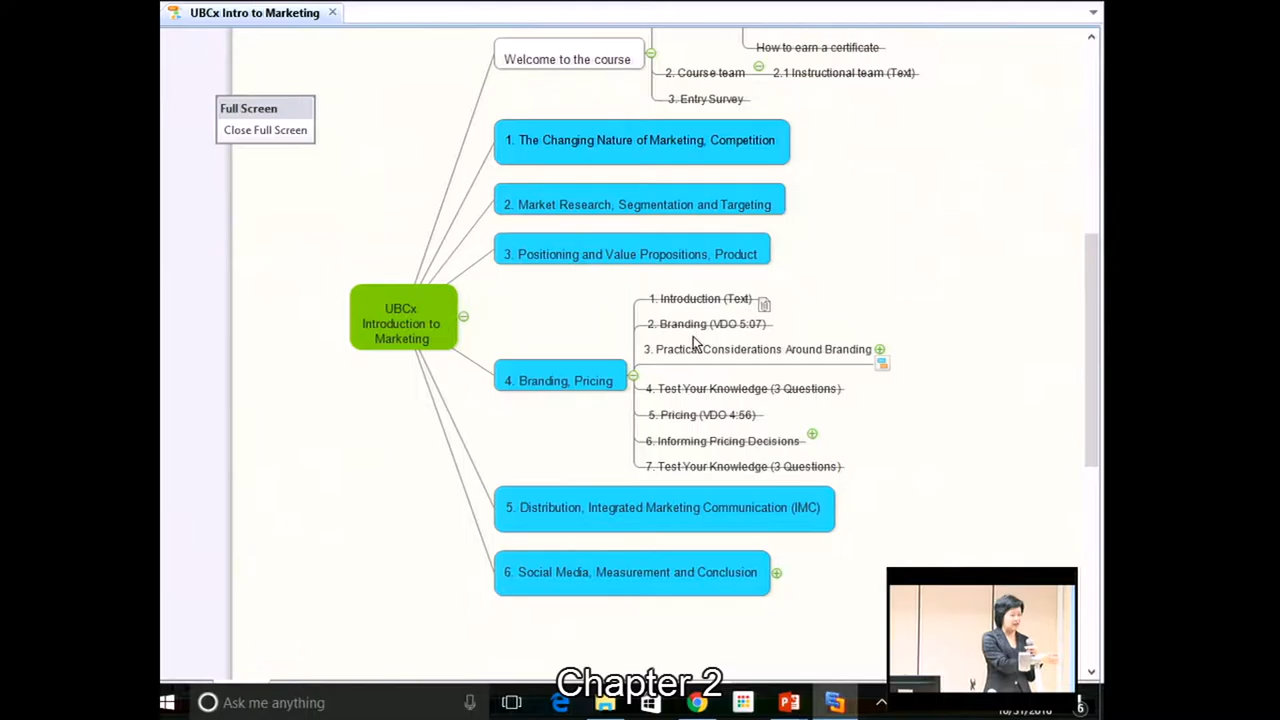 UBCx Intro to Marketing
How to earn a certificate
Welcome to the course
2. Course team
2.1 Instructional team (Text)
3. Entry Survey
Full Screen
Close Full Screen
1. The Changing Nature of Marketing, Competition
2. Market Research, Segmentation and Targeting
3. Positioning and Value Propositions, Product
UBCx
Introduction to
Marketing
4. Branding, Pricing
1. Introduction (Text)
2. Branding (VDO 5:07)
3. Practical Considerations Around Branding
4. Test Your Knowledge (3 Questions)
5. Pricing (VDO 4:56)
6. Informing Pricing Decisions
7. Test Your Knowledge (3 Questions)
5. Distribution, Integrated Marketing Communication (IMC)
6. Social Media, Measurement and Conclusion
Chapter 2
Ask me anything